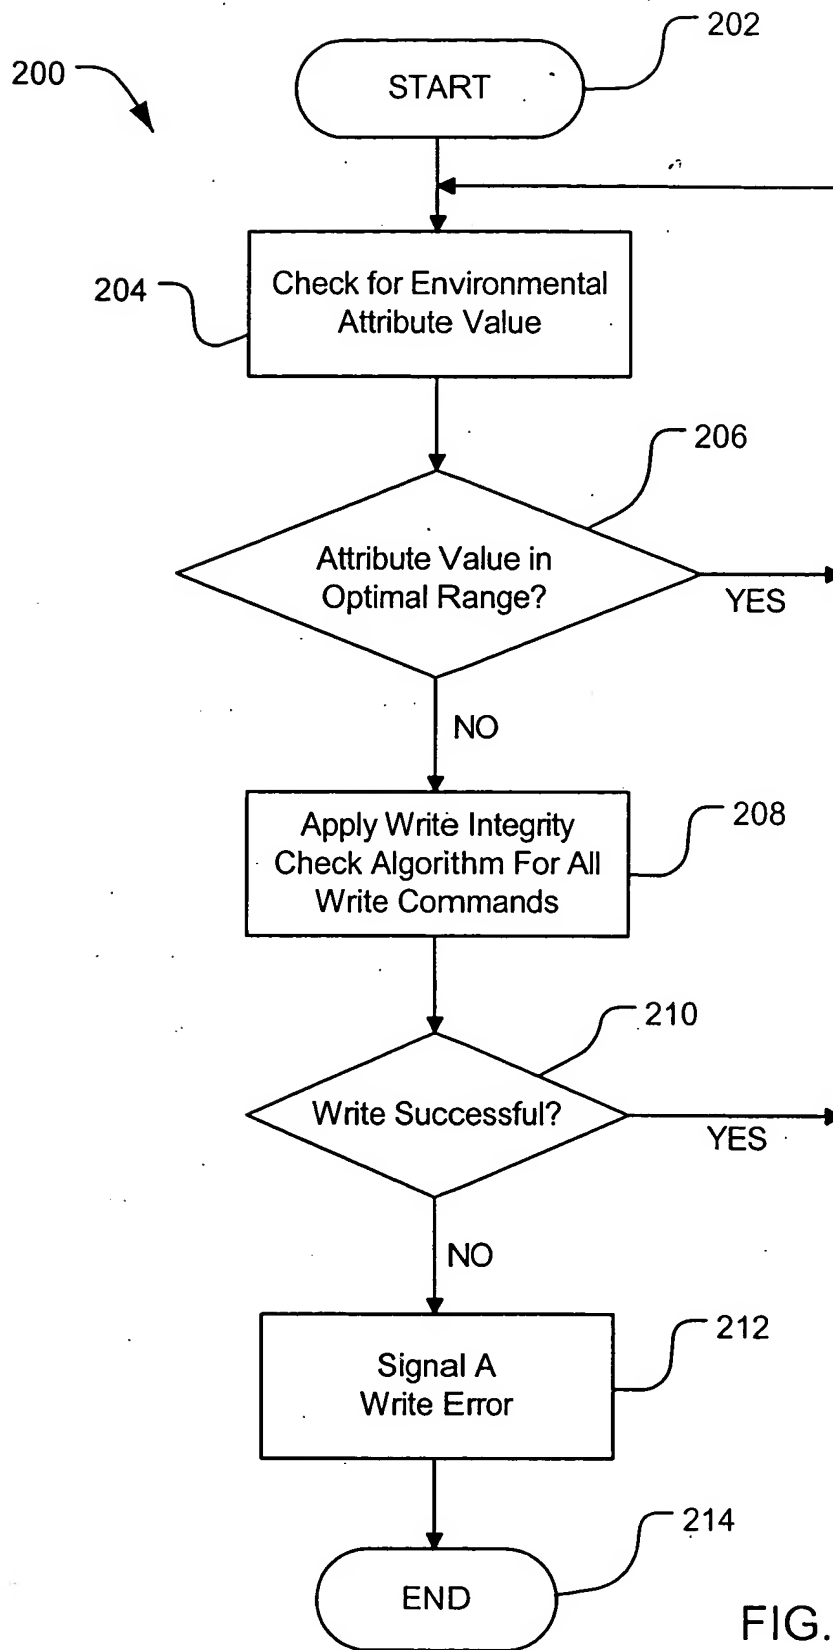 202
200
START
Check for Environmental
Attribute Value
204
206
Attribute Value in
Optimal Range?
YES
NO
Apply Write Integrity
Check Algorithm For All
Write Commands
208
210
Write Successful?
YES
NO
212
Signal A
Write Error
214
END
FIG.